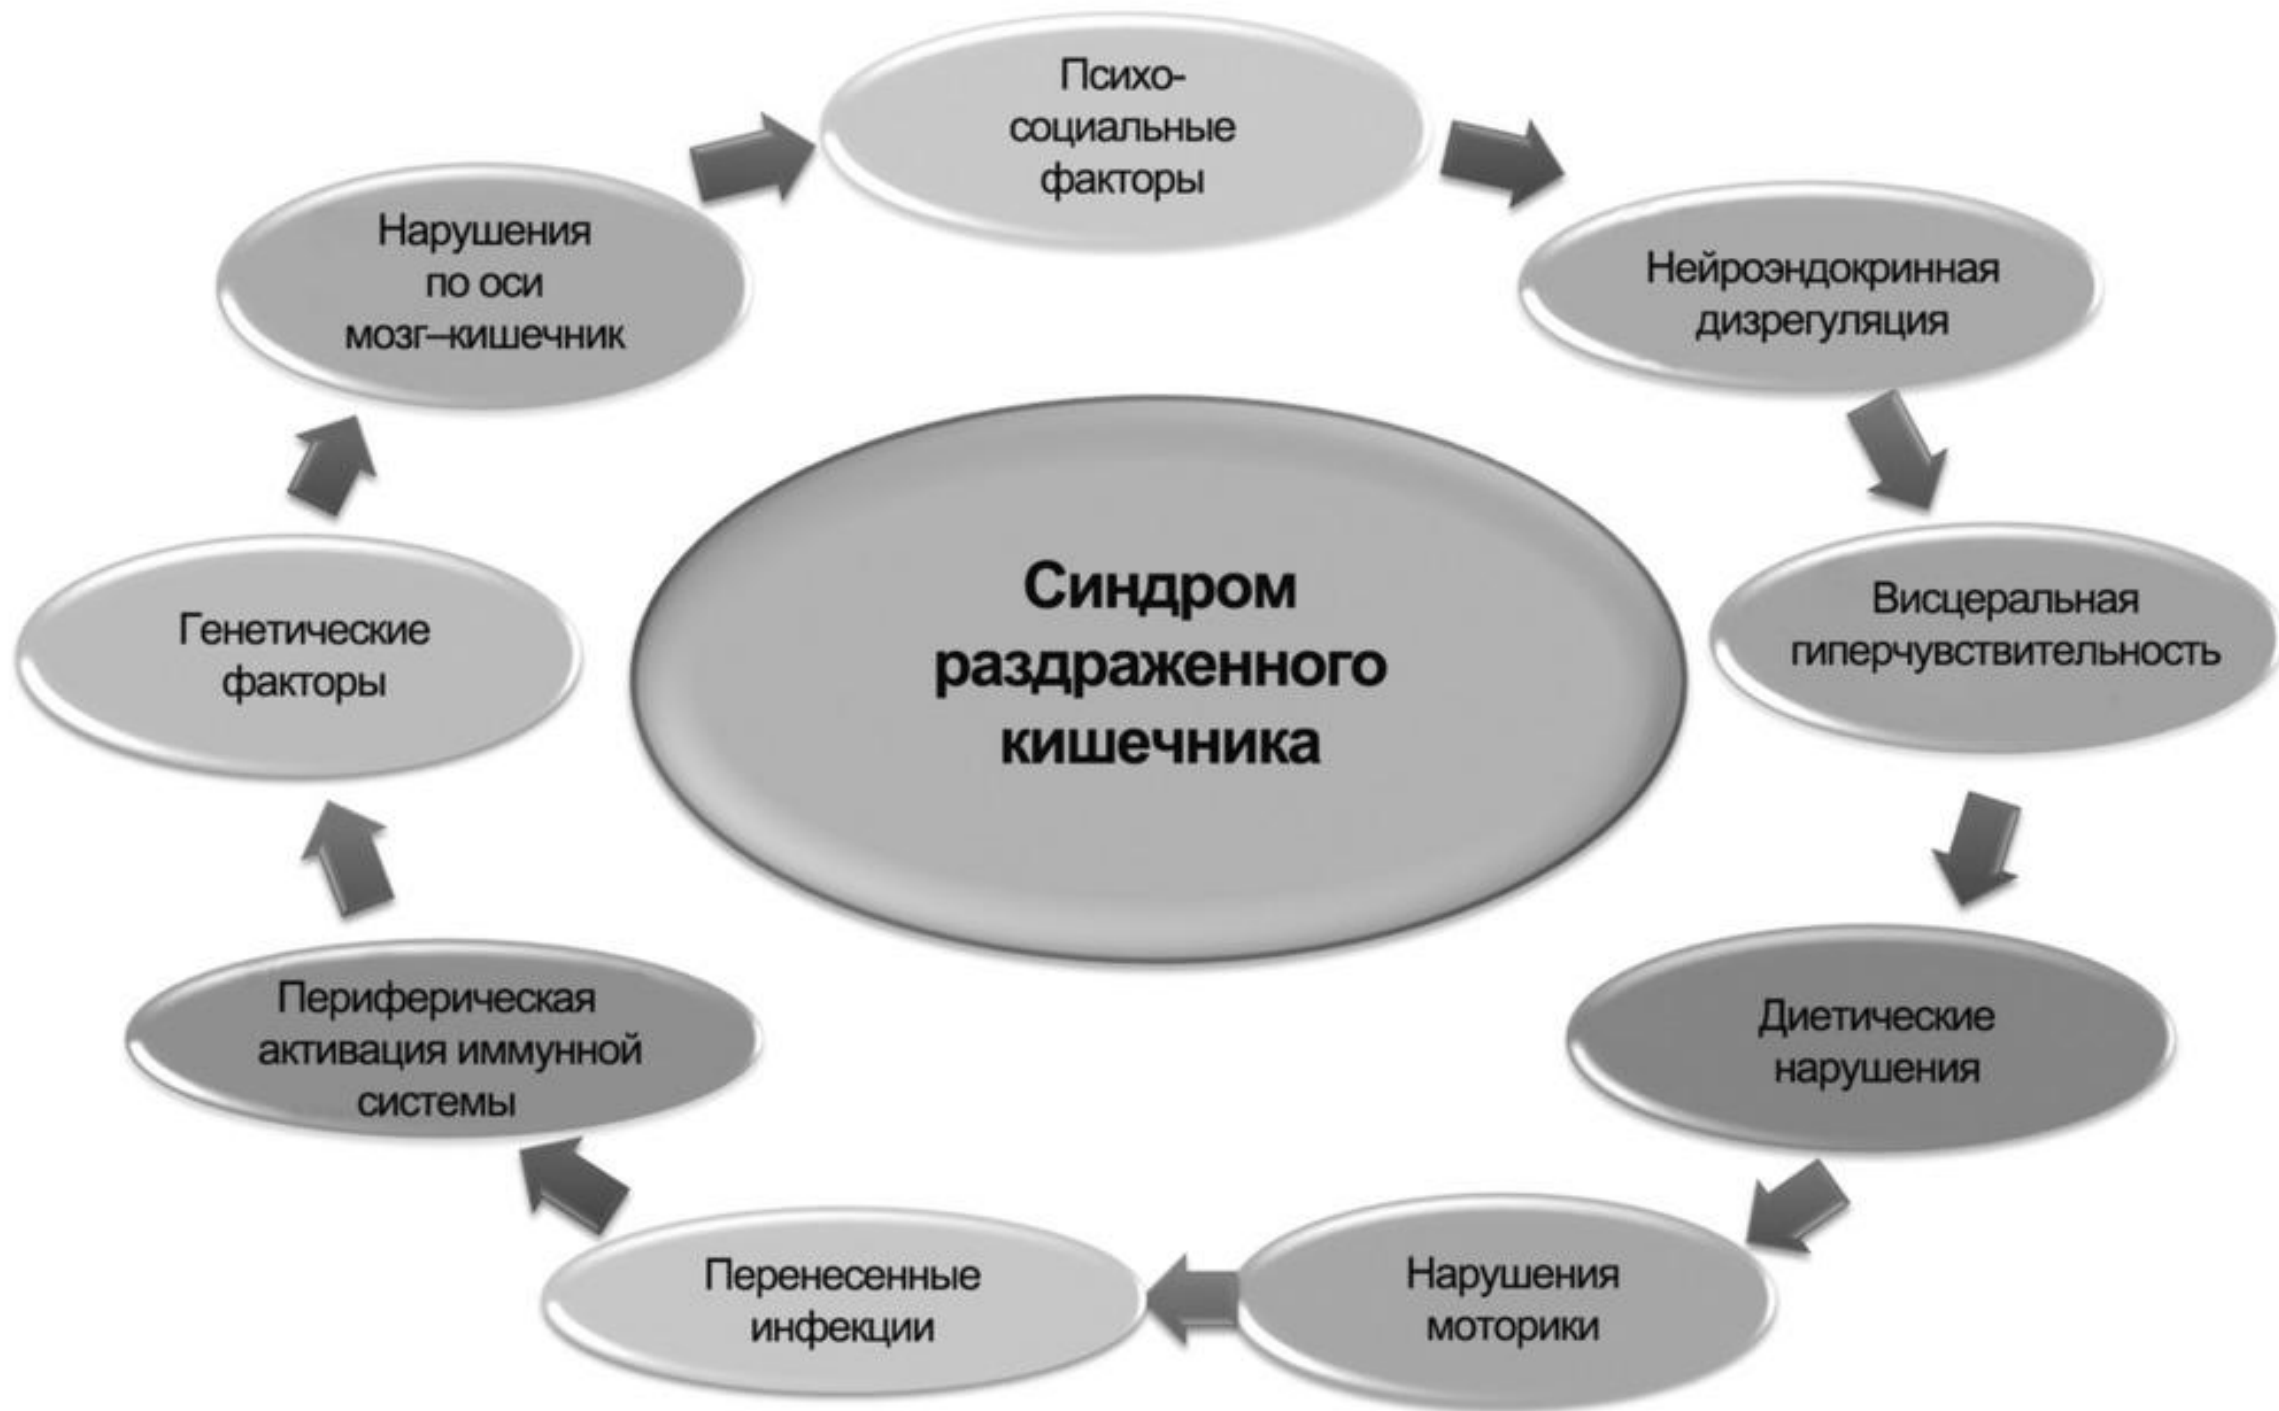 Психо-
социальные
факторы
Нейроэндокринная
дизрегуляция
Висцеральная
гиперчувствительность
Диетические
нарушения
Нарушения
моторики
Перенесенные
инфекции
Периферическая
активация иммунной
системы
Генетические
факторы
Нарушения
по оси
мозг–кишечник
Синдром
раздраженного
кишечника